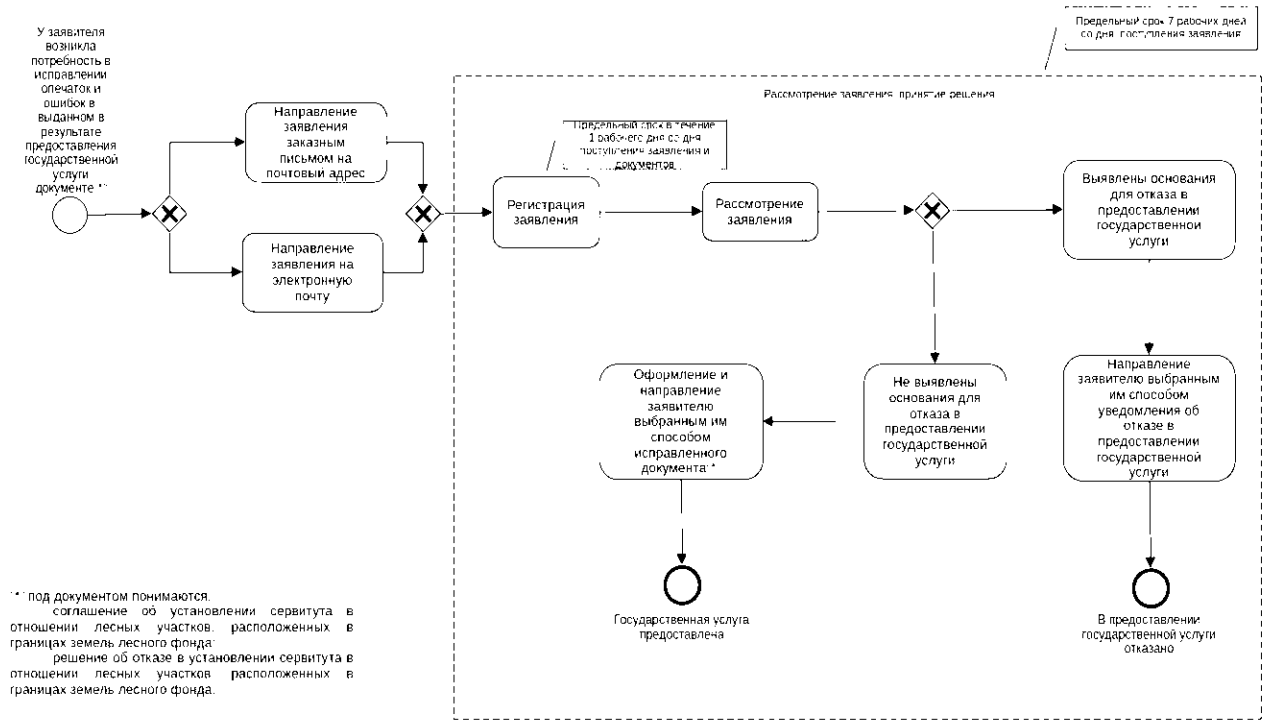 Предельный срок 7 рабочих дней
со дня поступления заявления
У заявителя
возникла
потребность в
исправлении
опечаток и
ошибок в
выданном в
результате
предоставления
государственной
услуги
документе "*"
Направление
заявления
заказным
письмом на
почтовый адрес
Направление
заявления на
электронную
почту
Рассмотрение заявления, принятие решения
Предельный срок в течение
1 рабочего дня со дня
поступления заявления и
документов
Регистрация
заявления
Рассмотрение
заявления
Выявлены основания
для отказа в
предоставлении
государственной
услуги
Оформление и
направление
заявителю
выбранным им
способом
исправленного
документа"*"
Не выявлены
основания для
отказа в
предоставлении
государственной
услуги
Направление
заявителю выбранным
им способом
уведомления об
отказе в
предоставлении
государственной
услуги
Государственная услуга
предоставлена
В предоставлении
государственной услуги
отказано
"*" под документом понимаются:
соглашение об установлении сервитута в
отношении лесных участков, расположенных в
границах земель лесного фонда;
решение об отказе в установлении сервитута в
отношении лесных участков расположенных в
границах земель лесного фонда.